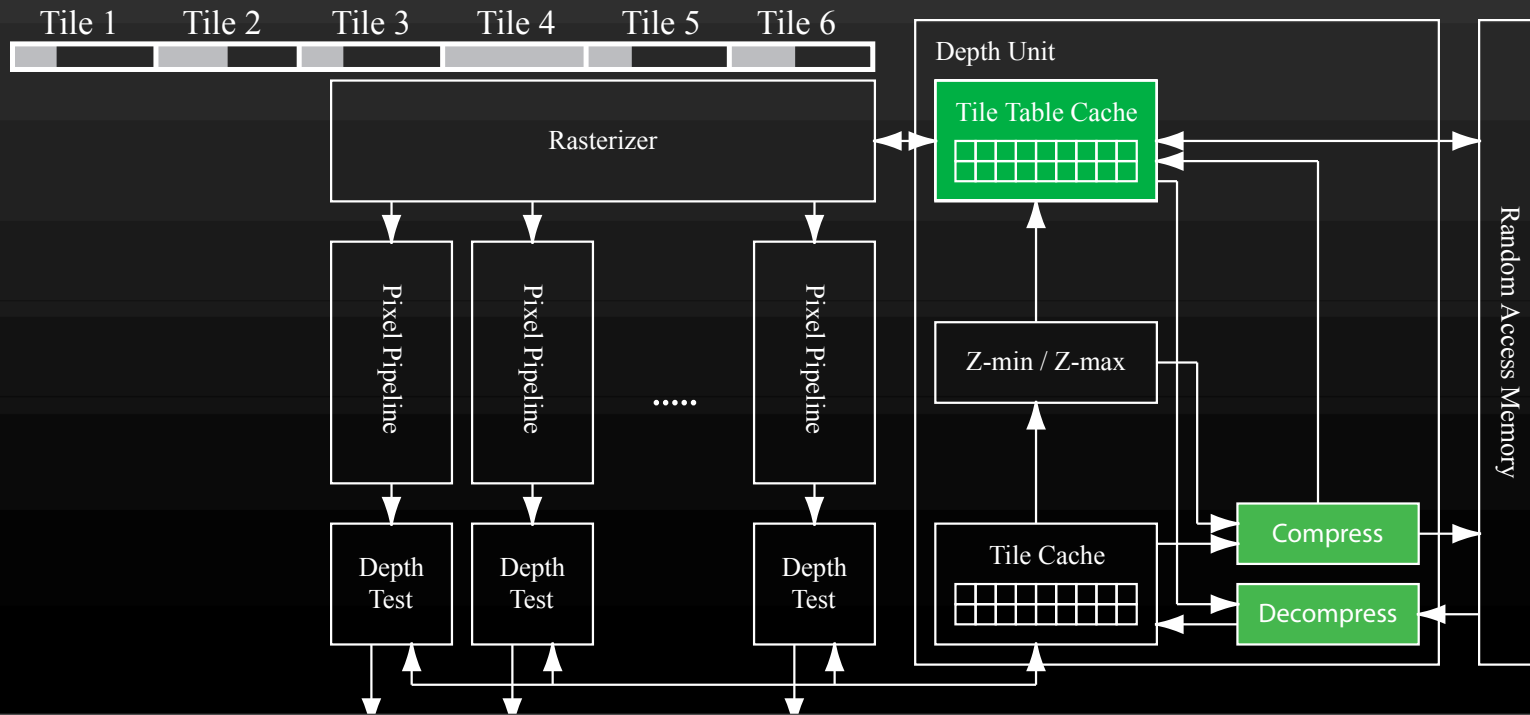 Tile 1 Tile 2 Tile 3 Tile 4 Tile 5 Tile 6
Depth Unit
Tile Table Cache
Rasterizer
Random Access Memory
Pixel Pipeline
Pixel Pipeline
.....
Pixel Pipeline
Z-min / Z-max
Compress
Depth
Test
Depth
Test
Depth
Test
Tile Cache
Decompress